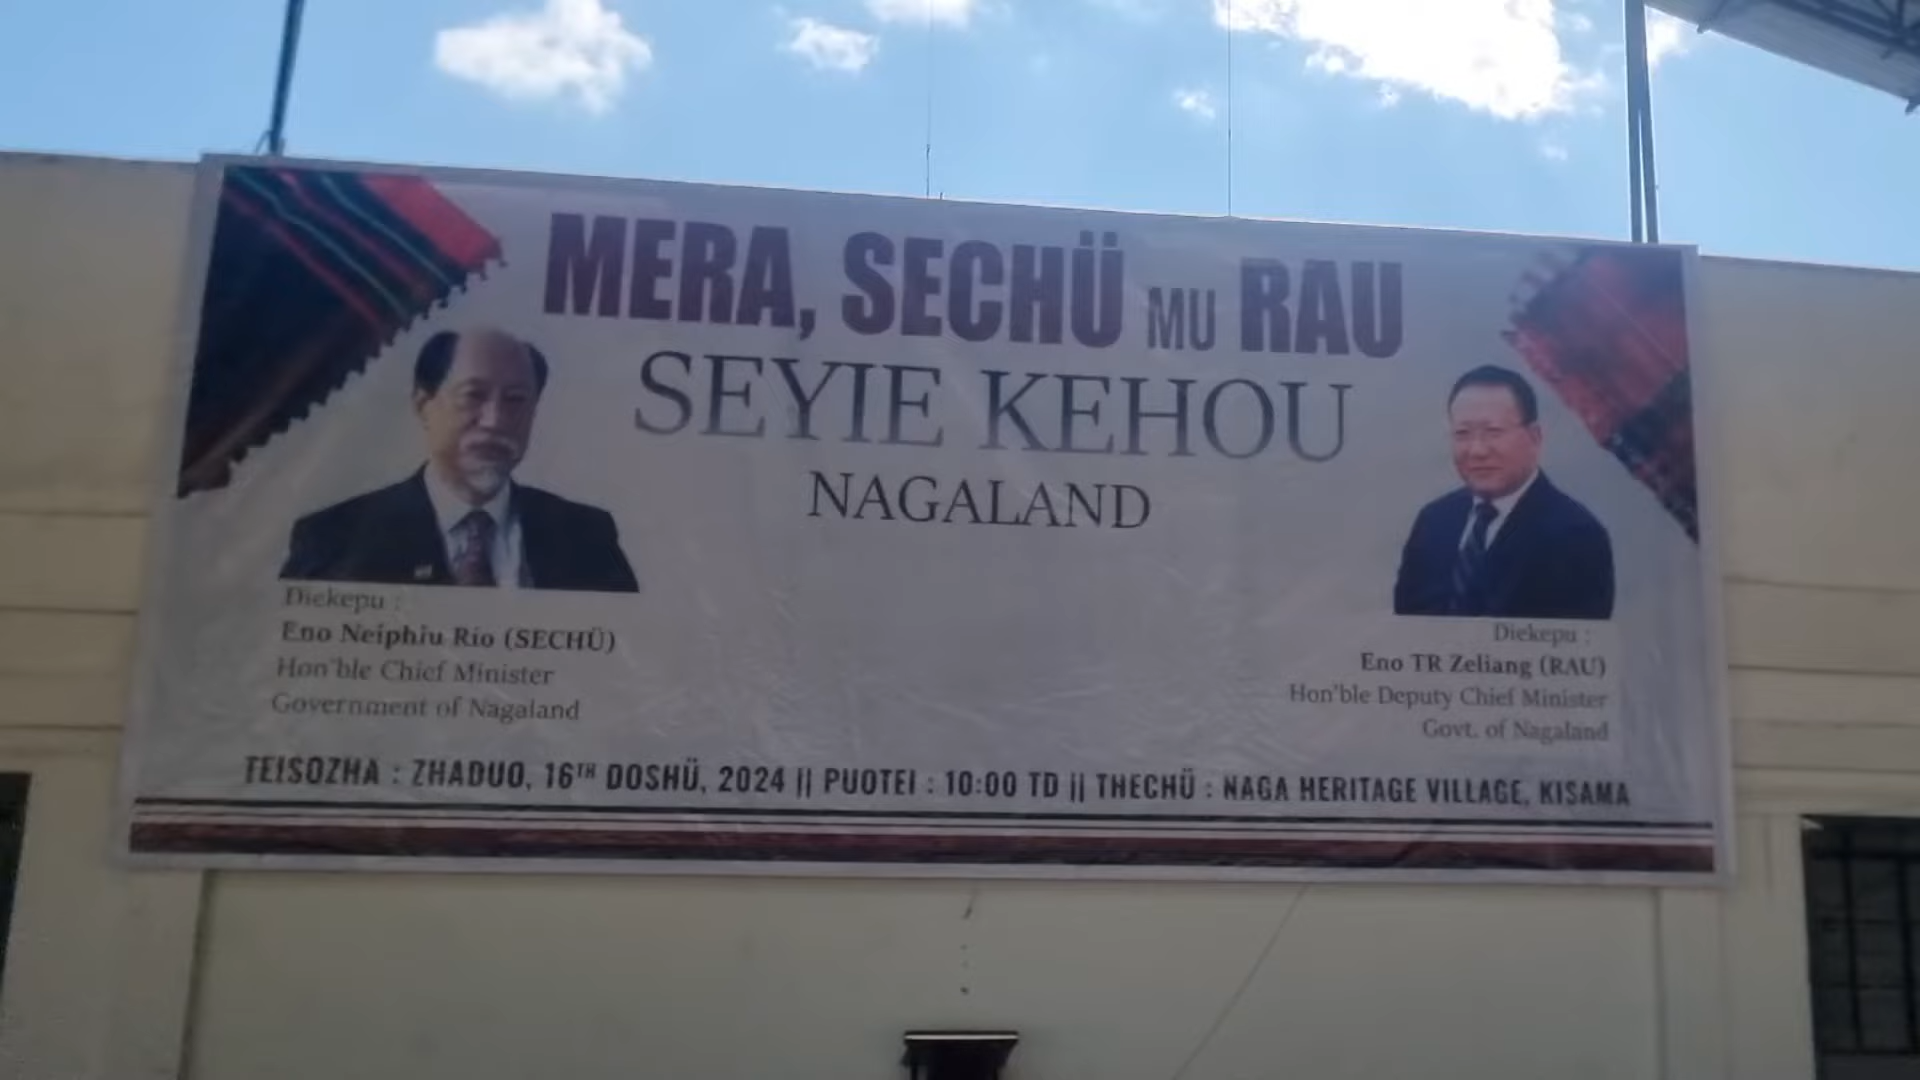 MERA, SECHÜ MU RAU
SEYIE KEHOU
NAGALAND
Diekepu :
Eno Neiphiu Rio (SECHÜ)
Hon'ble Chief Minister
Government of Nagaland
Diekepu :
Eno TR Zeliang (RAU)
Hon'ble Deputy Chief Minister
Govt. of Nagaland
TEISOZHA : ZHADUO, 16TH DOSHÜ, 2024 || PUOTEI : 10:00 TD || THECHÜ : NAGA HERITAGE VILLAGE, KISAMA